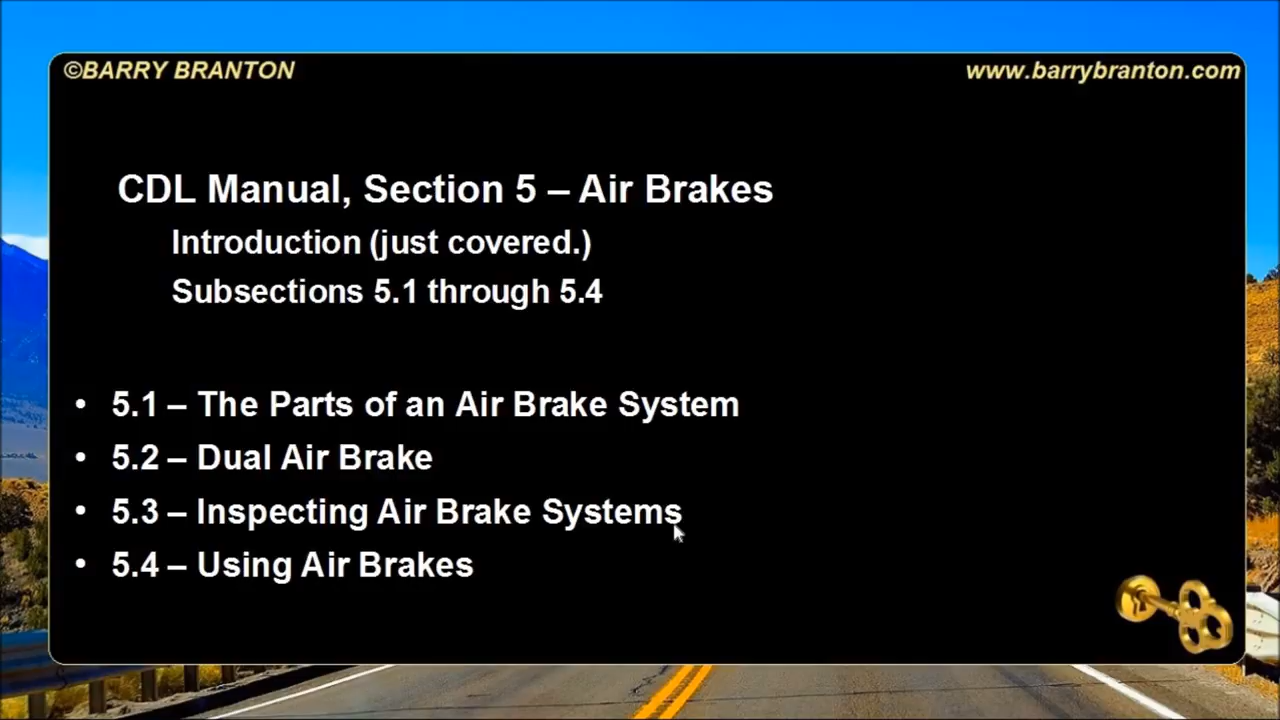 ©BARRY BRANTON
www.barrybranton.com
CDL Manual, Section 5 – Air Brakes
Introduction (just covered.)
Subsections 5.1 through 5.4
• 5.1 – The Parts of an Air Brake System
• 5.2 – Dual Air Brake
• 5.3 – Inspecting Air Brake Systems
• 5.4 – Using Air Brakes